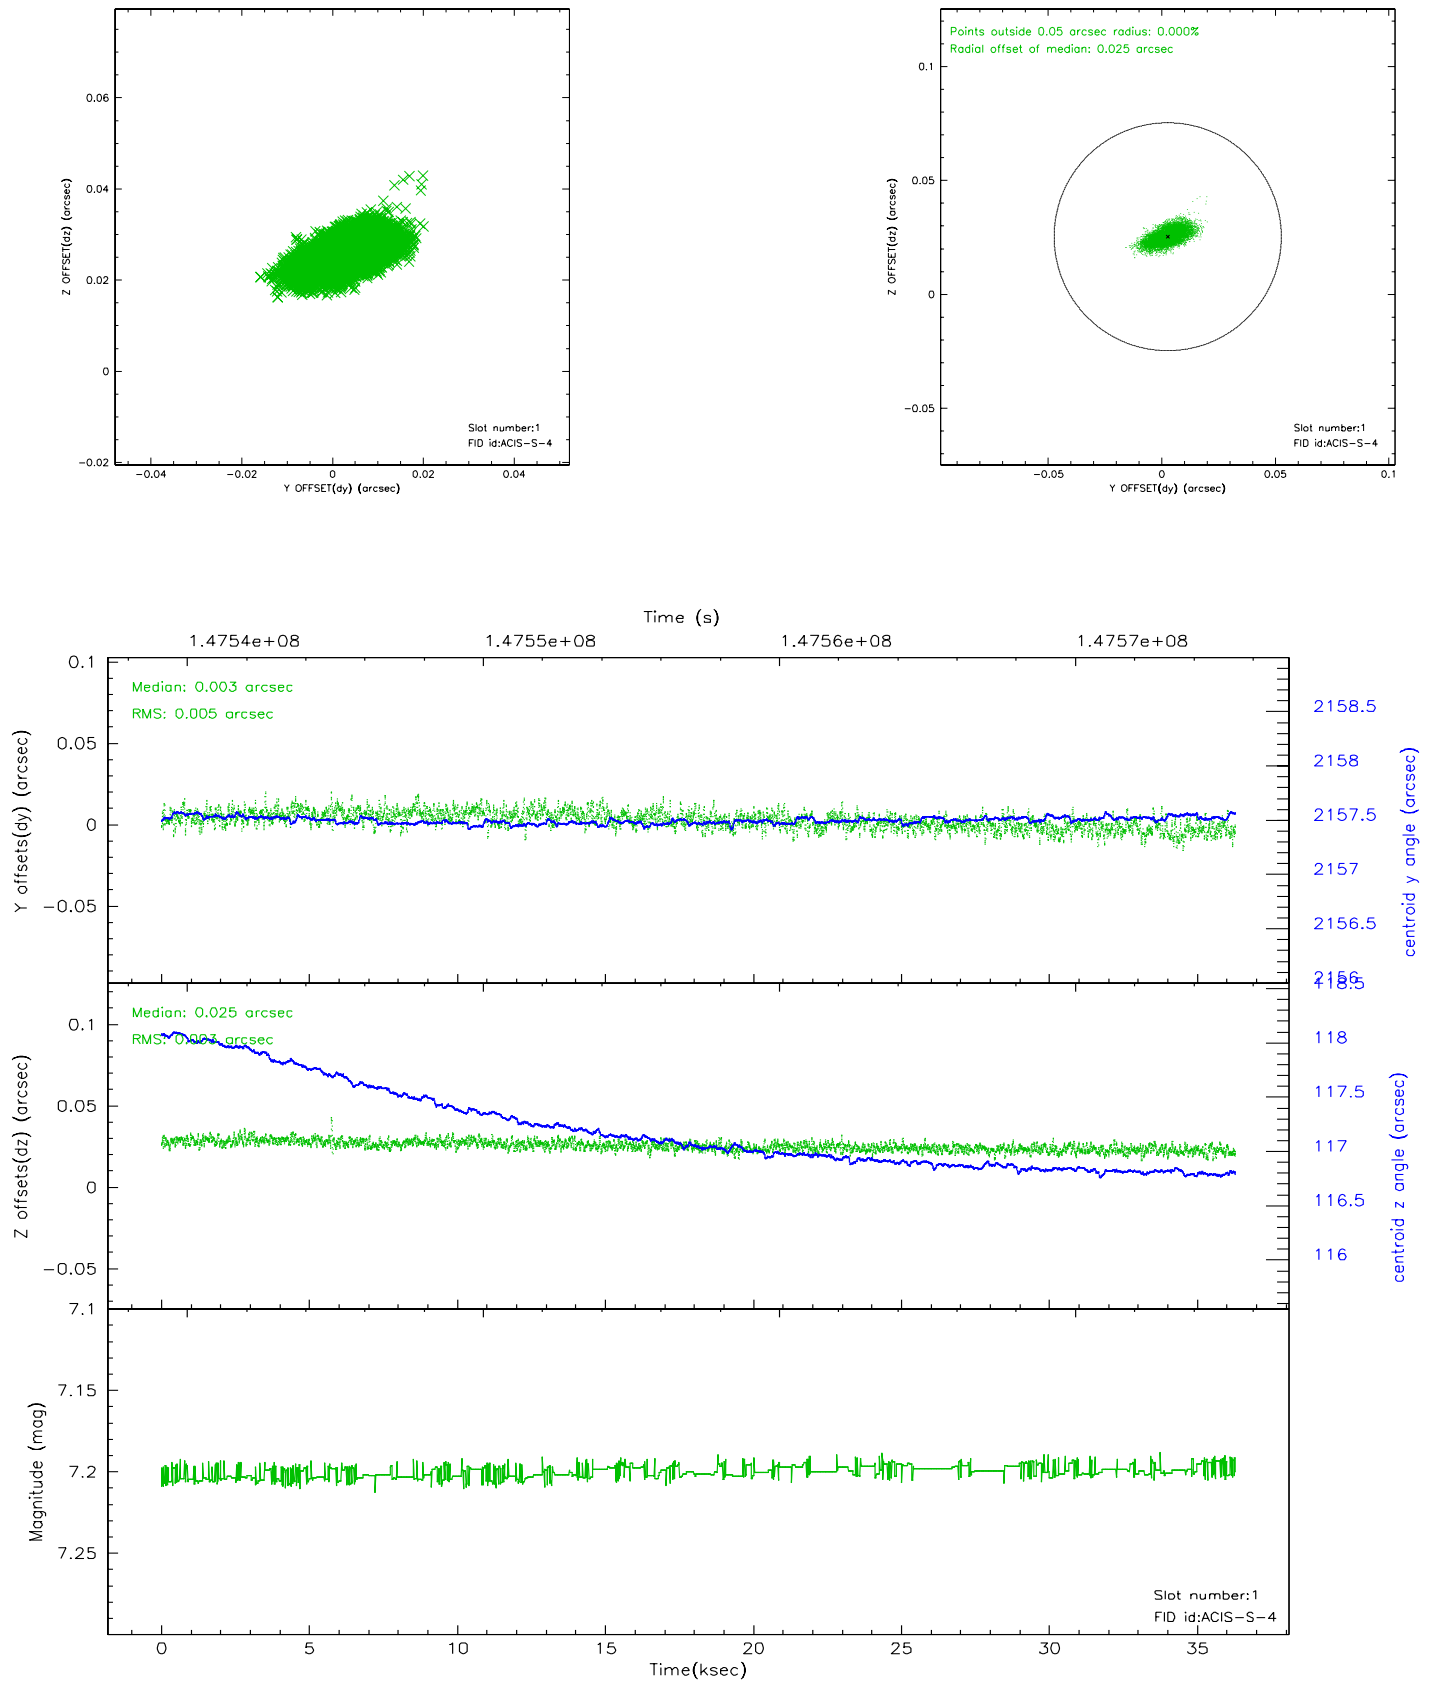 0.06
0.04
0.02
0
-0.02
Z OFFSET(dz) (arcsec)
Slot number:1
FID id:ACIS-S-4
-0.04
-0.02
0
0.02
0.04
Y OFFSET(dy) (arcsec)
Points outside 0.05 arcsec radius: 0.000%
Radial offset of median: 0.025 arcsec
0.1
0.05
0
-0.05
Z OFFSET(dz) (arcsec)
Slot number:1
FID id:ACIS-S-4
-0.05
0
0.05
0.1
Y OFFSET(dy) (arcsec)
Time (s)
1.4754e+08
1.4755e+08
1.4756e+08
1.4757e+08
Median: 0.003 arcsec
RMS: 0.005 arcsec
0.1
0.05
0
-0.05
Y offsets(dy) (arcsec)
2158.5
2158
2157.5
2157
2156.5
2156
centroid y angle (arcsec)
Median: 0.025 arcsec
RMS: 0.003 arcsec
0.1
0.05
0
-0.05
Z offsets(dz) (arcsec)
118.5
118
117.5
117
116.5
116
centroid z angle (arcsec)
7.1
7.15
7.2
7.25
Magnitude (mag)
Slot number:1
FID id:ACIS-S-4
0
5
10
15
20
25
30
35
Time(ksec)